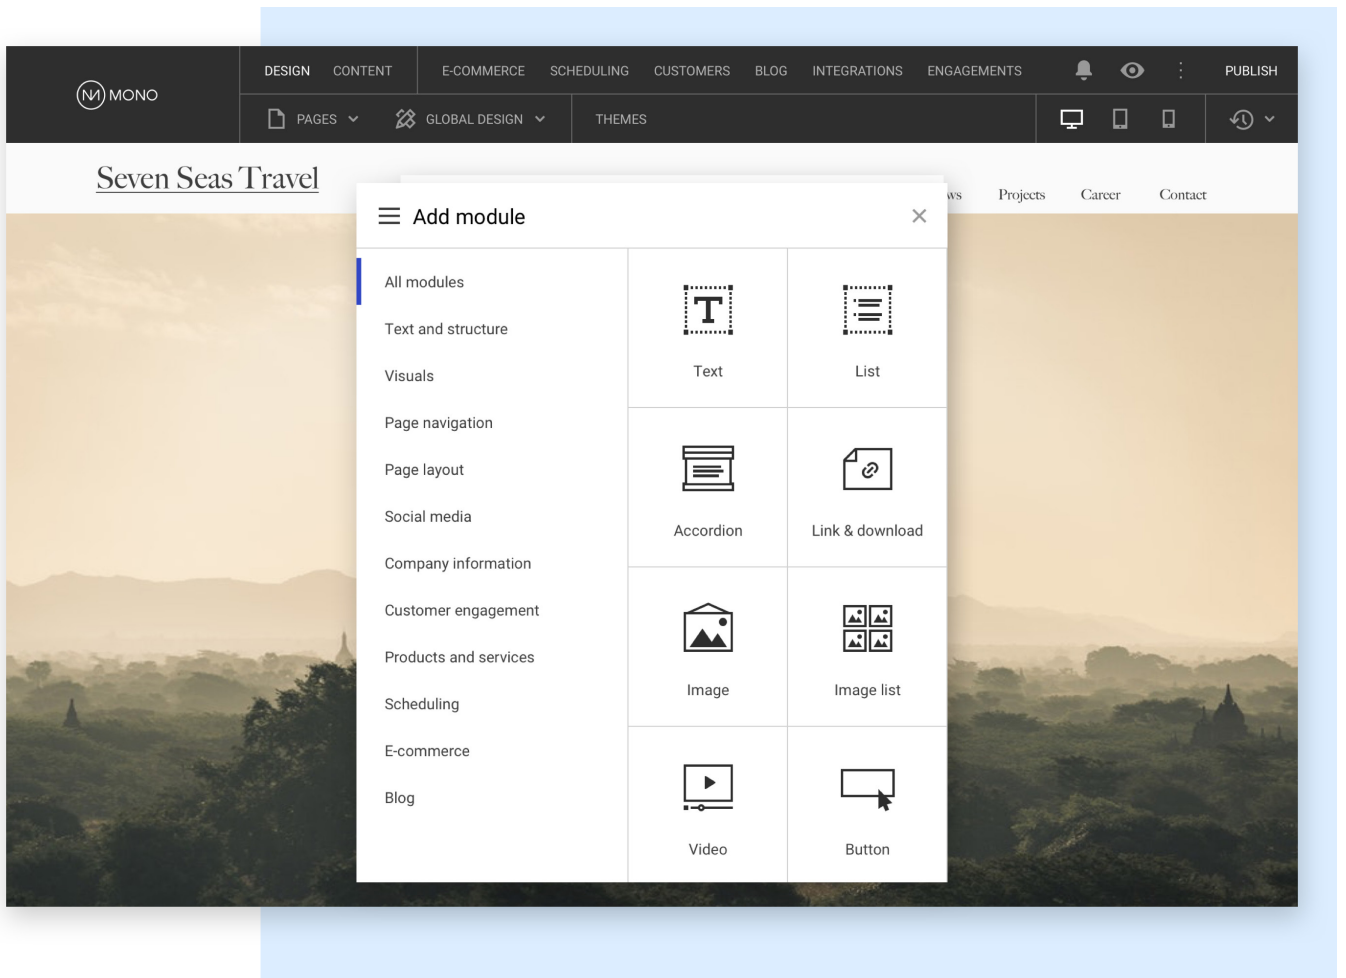 MONO
DESIGN CONTENT E-COMMERCE SCHEDULING CUSTOMERS BLOG INTEGRATIONS ENGAGEMENTS PUBLISH
PAGES GLOBAL DESIGN THEMES
Seven Seas Travel
Projects Career Contact
Add module
All modules
Text and structure
Visuals
Page navigation
Page layout
Social media
Company information
Customer engagement
Products and services
Scheduling
E-commerce
Blog
Text List
Accordion Link & download
Image Image list
Video Button